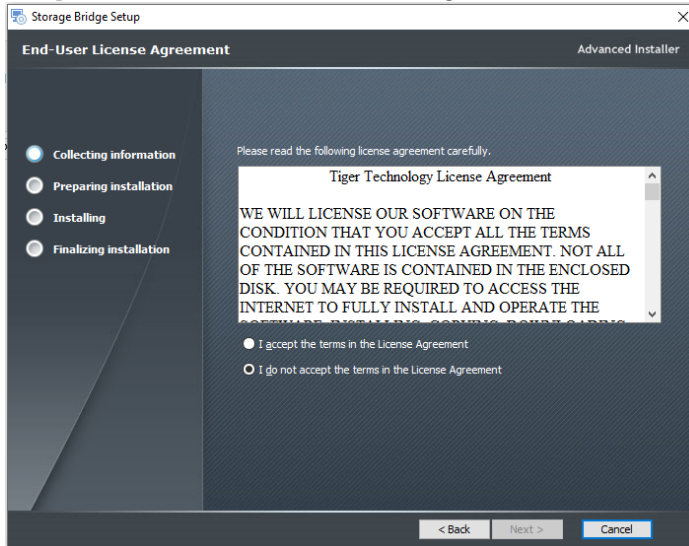 Storage Bridge Setup
End-User License Agreement
Advanced Installer
Collecting information
Preparing installation
Installing
Finalizing installation
Please read the following license agreement carefully.
Tiger Technology License Agreement
WE WILL LICENSE OUR SOFTWARE ON THE
CONDITION THAT YOU ACCEPT ALL THE TERMS
CONTAINED IN THIS LICENSE AGREEMENT. NOT ALL
OF THE SOFTWARE IS CONTAINED IN THE ENCLOSED
DISK. YOU MAY BE REQUIRED TO ACCESS THE
INTERNET TO FULLY INSTALL AND OPERATE THE
SOFTWARE. INSTALLING, COPYING, DOWNLOADING,
I accept the terms in the License Agreement
I do not accept the terms in the License Agreement
< Back
Next >
Cancel